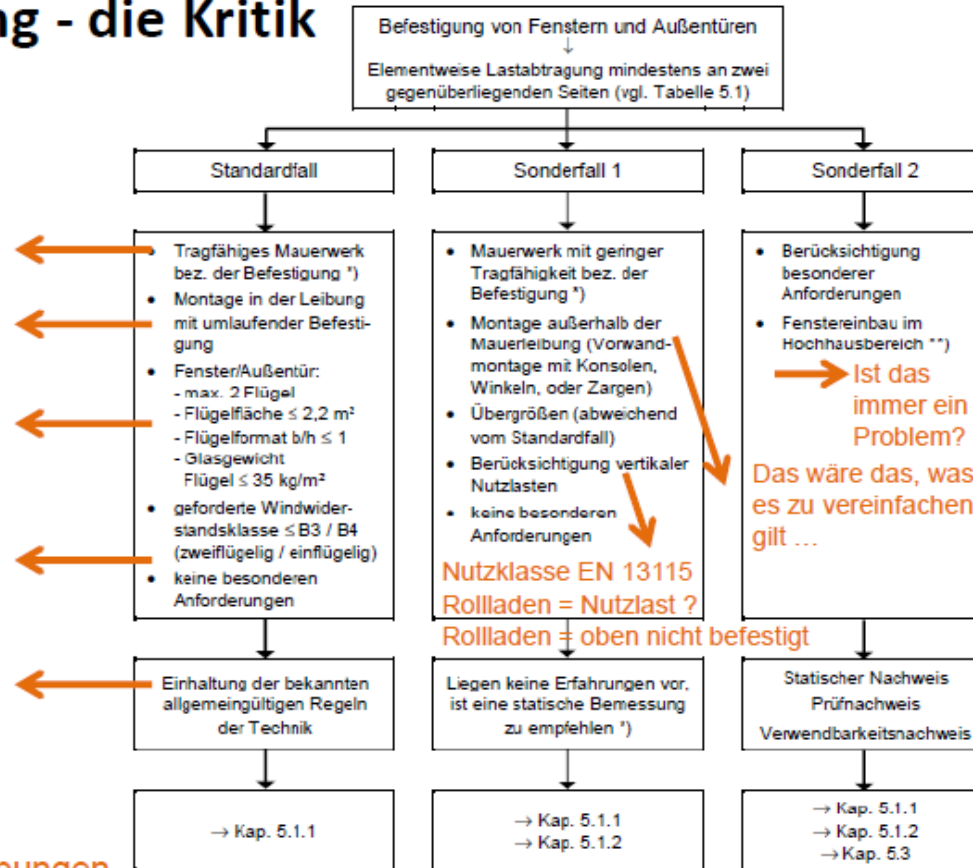 ng - die Kritik
Befestigung von Fenstern und Außentüren
↓
Elementweise Lastabtragung mindestens an zwei
gegenüberliegenden Seiten (vgl. Tabelle 5.1)
Standardfall
• Tragfähiges Mauerwerk
bez. der Befestigung *)
• Montage in der Leibung
mit umlaufender Befesti-
gung
• Fenster/Außentür:
- max. 2 Flügel
- Flügelfläche ≤ 2,2 m²
- Flügelformat b/h ≤ 1
- Glasgewicht
Flügel ≤ 35 kg/m²
• geforderte Windwider-
standsklasse ≤ B3 / B4
(zweiflügelig / einflügelig)
• keine besonderen
Anforderungen
Einhaltung der bekannten
allgemeingültigen Regeln
der Technik
→ Kap. 5.1.1
Sonderfall 1
• Mauerwerk mit geringer
Tragfähigkeit bez. der
Befestigung *)
• Montage außerhalb der
Mauerleibung (Vorwand-
montage mit Konsolen,
Winkeln, oder Zargen)
• Übergrößen (abweichend
vom Standardfall)
• Berücksichtigung vertikaler
Nutzlasten
• keine besonderen
Anforderungen
Nutzklasse EN 13115
Rollladen = Nutzlast ?
Rollladen = oben nicht befestigt
Liegen keine Erfahrungen vor,
ist eine statische Bemessung
zu empfehlen *)
→ Kap. 5.1.1
→ Kap. 5.1.2
Sonderfall 2
• Berücksichtigung
besonderer
Anforderungen
• Fenstereinbau im
Hochhausbereich **)
Ist das
immer ein
Problem?
Das wäre das, was
es zu vereinfachen
gilt ...
Statischer Nachweis
Prüfnachweis
Verwendbarkeitsnachweis
→ Kap. 5.1.1
→ Kap. 5.1.2
→ Kap. 5.3